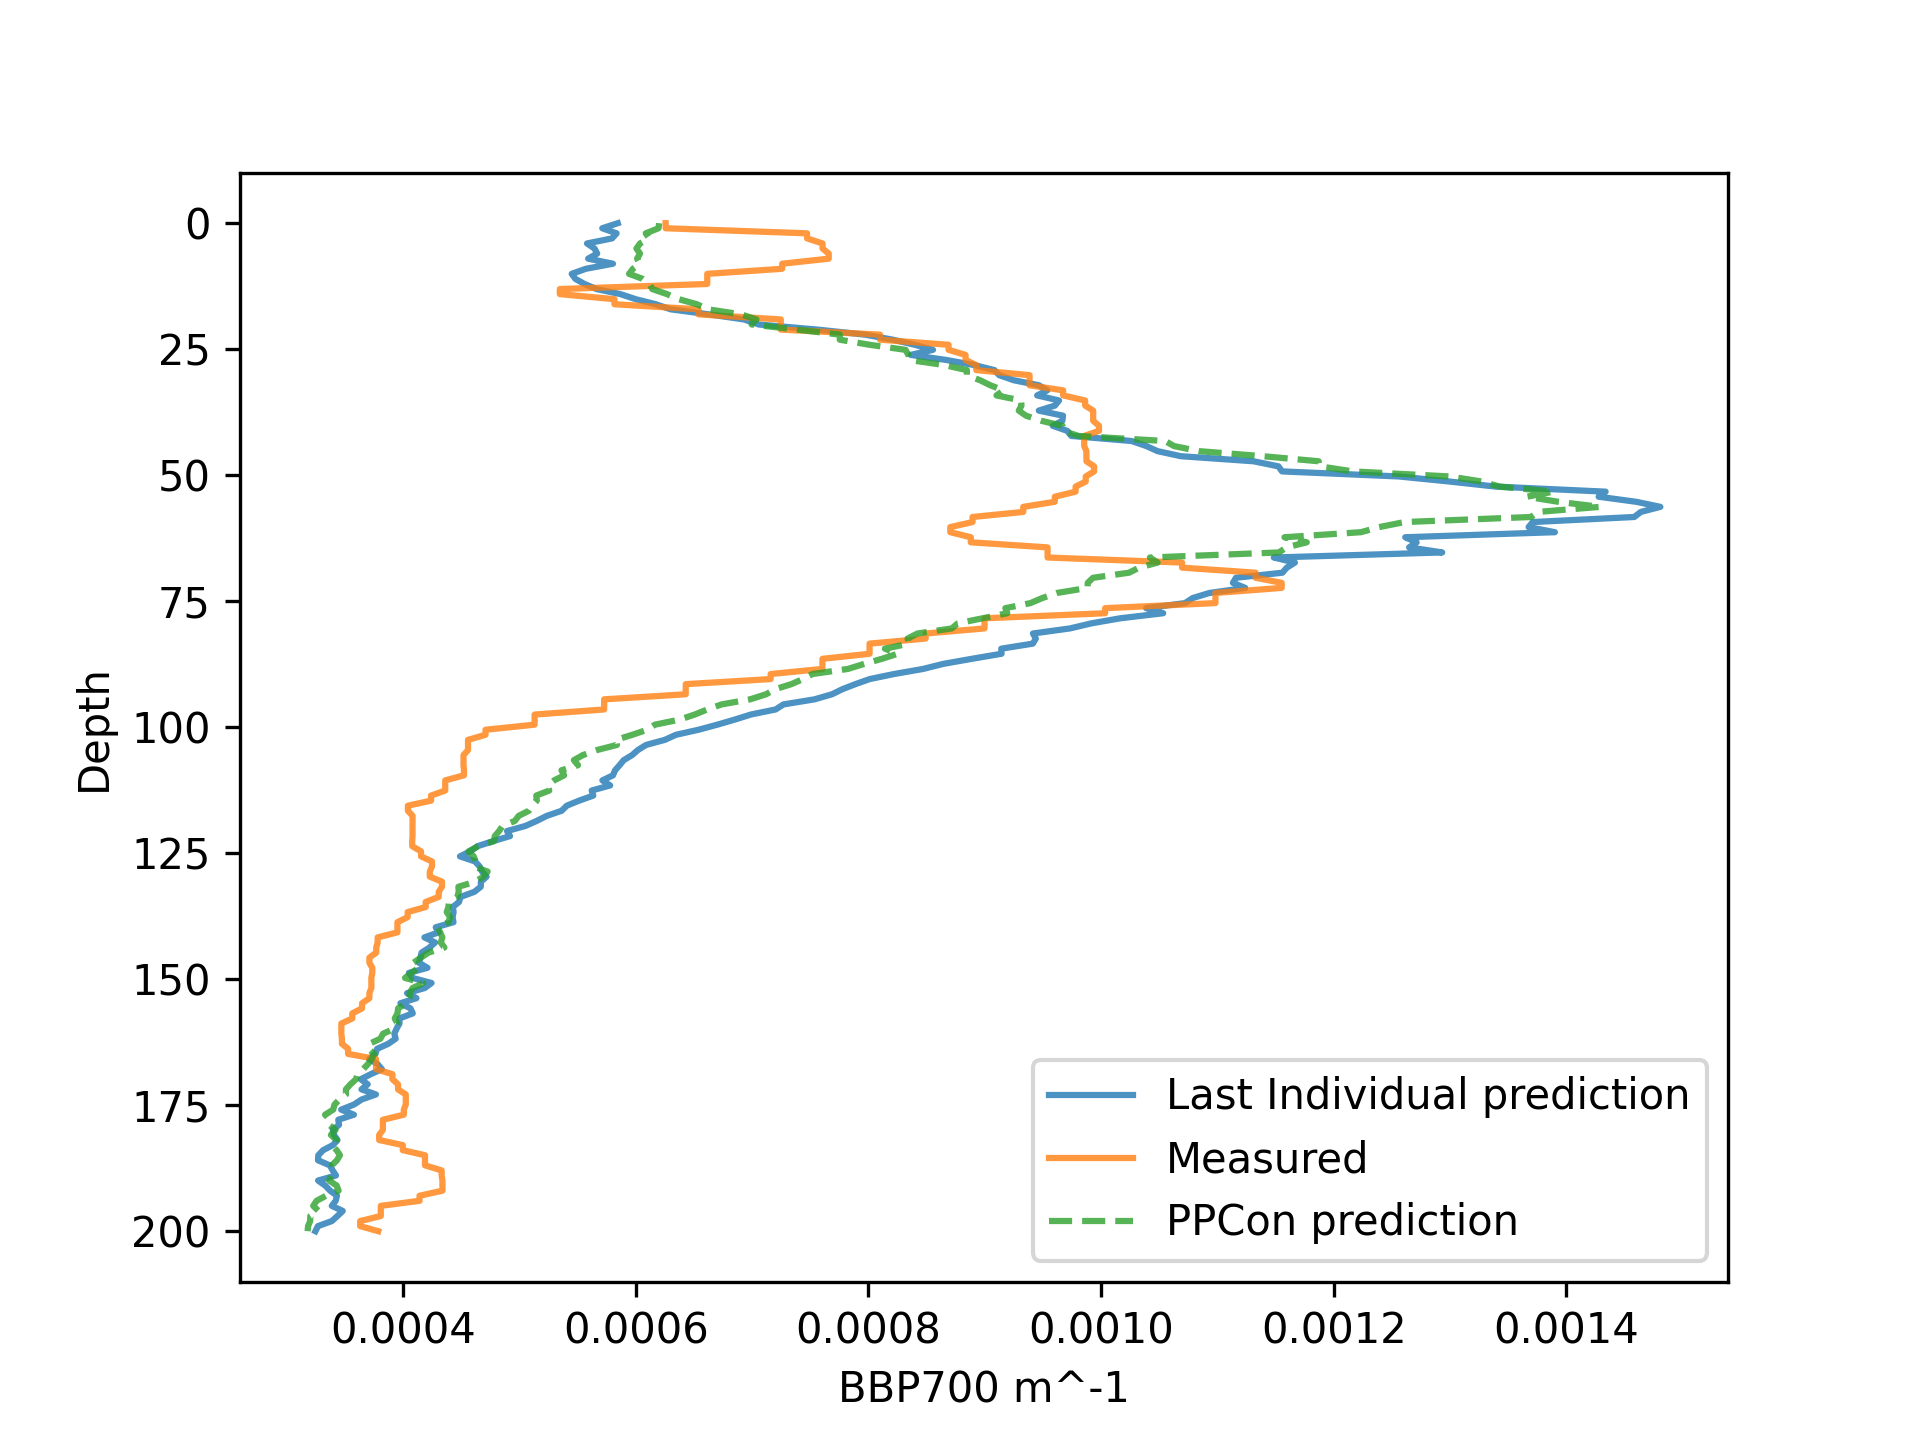 0
25
50
75
100
125
150
175
200
Depth
0.0004 0.0006 0.0008 0.0010 0.0012 0.0014
BBP700 m^-1
Last Individual prediction
Measured
PPCon prediction